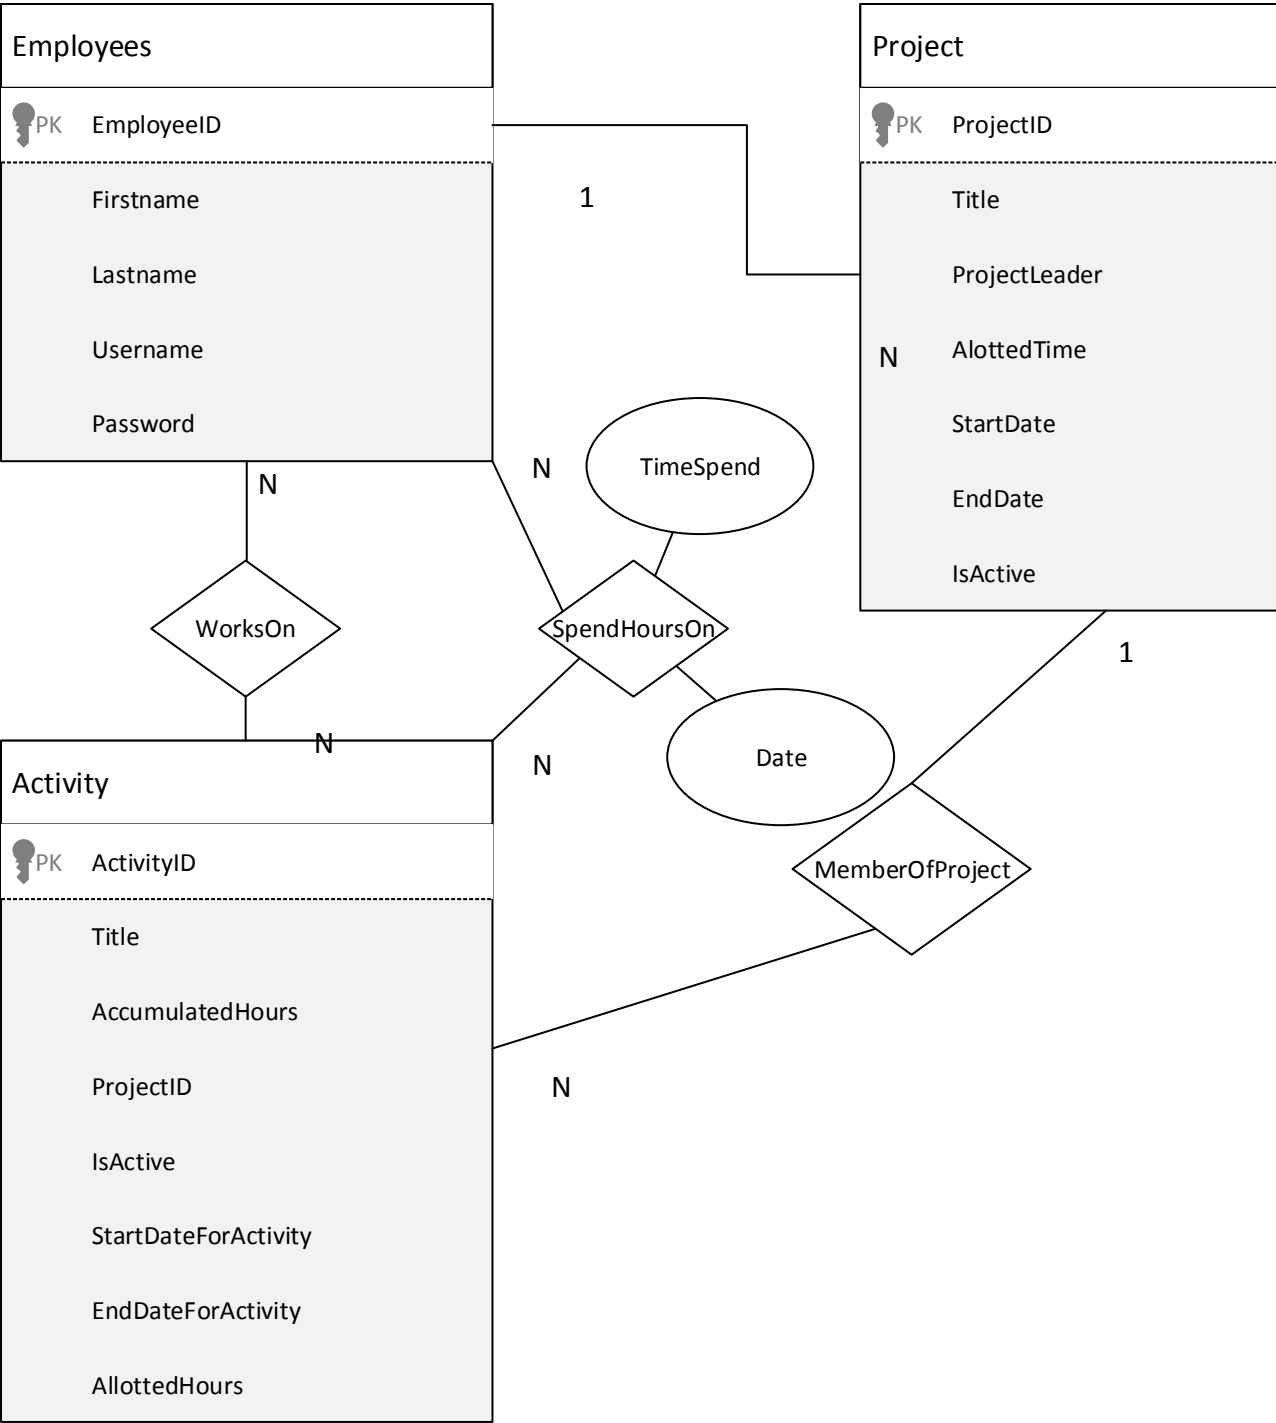 Employees
PK EmployeeID
Firstname
Lastname
Username
Password
1
Project
PK ProjectID
Title
ProjectLeader
N
AlottedTime
StartDate
EndDate
IsActive
N
N
TimeSpend
WorksOn
SpendHoursOn
1
N
N
Date
MemberOfProject
N
Activity
PK ActivityID
Title
AccumulatedHours
ProjectID
IsActive
StartDateForActivity
EndDateForActivity
AllottedHours